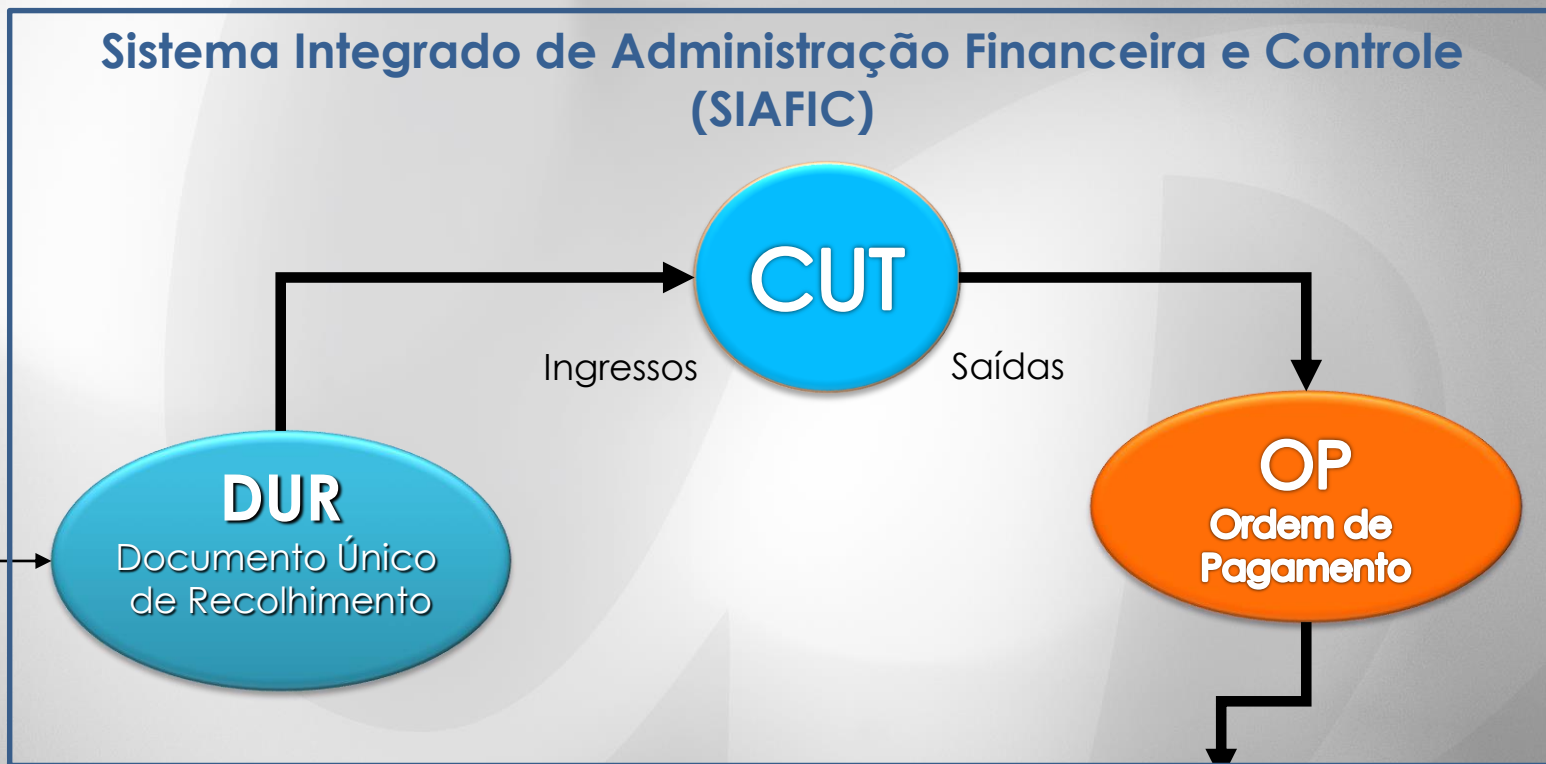 Sistema Integrado de Administração Financeira e Controle
(SIAFIC)
CUT
Ingressos
Saídas
DUR
Documento Único
de Recolhimento
OP
Ordem de
Pagamento